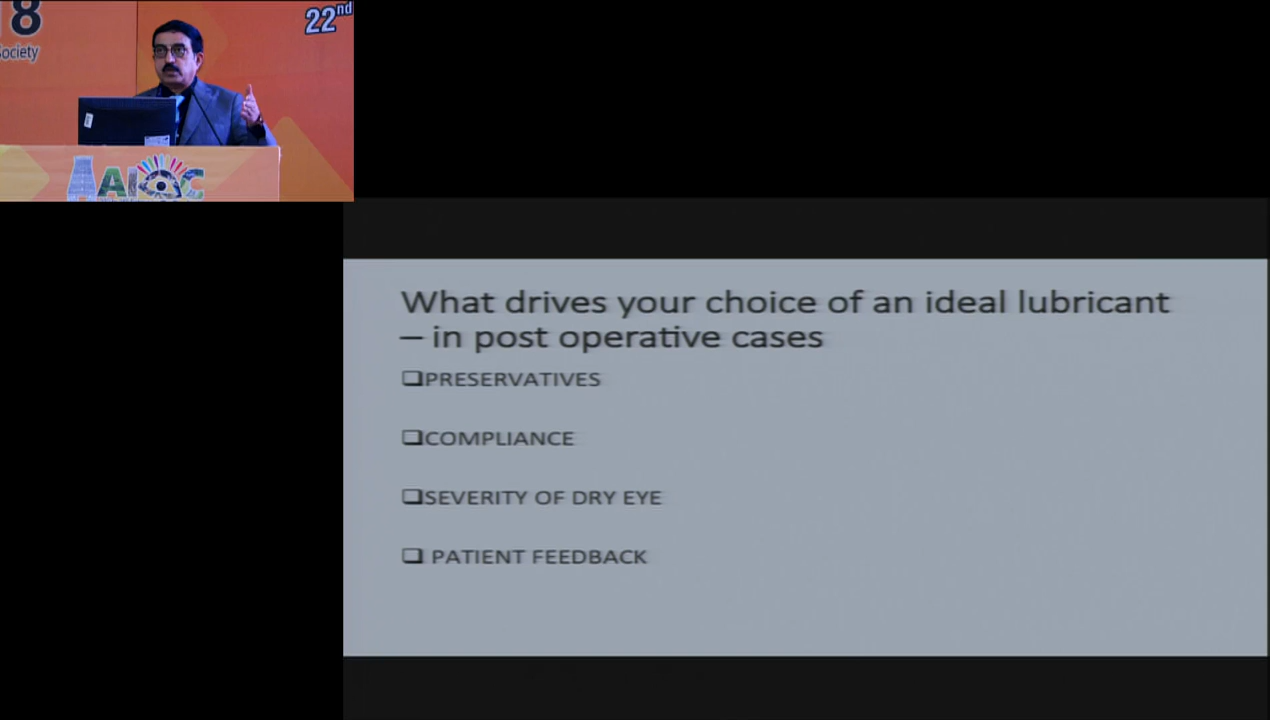 8
Society
22nd
AIOC
What drives your choice of an ideal lubricant
– in post operative cases
❑PRESERVATIVES
❑COMPLIANCE
❑SEVERITY OF DRY EYE
❑ PATIENT FEEDBACK